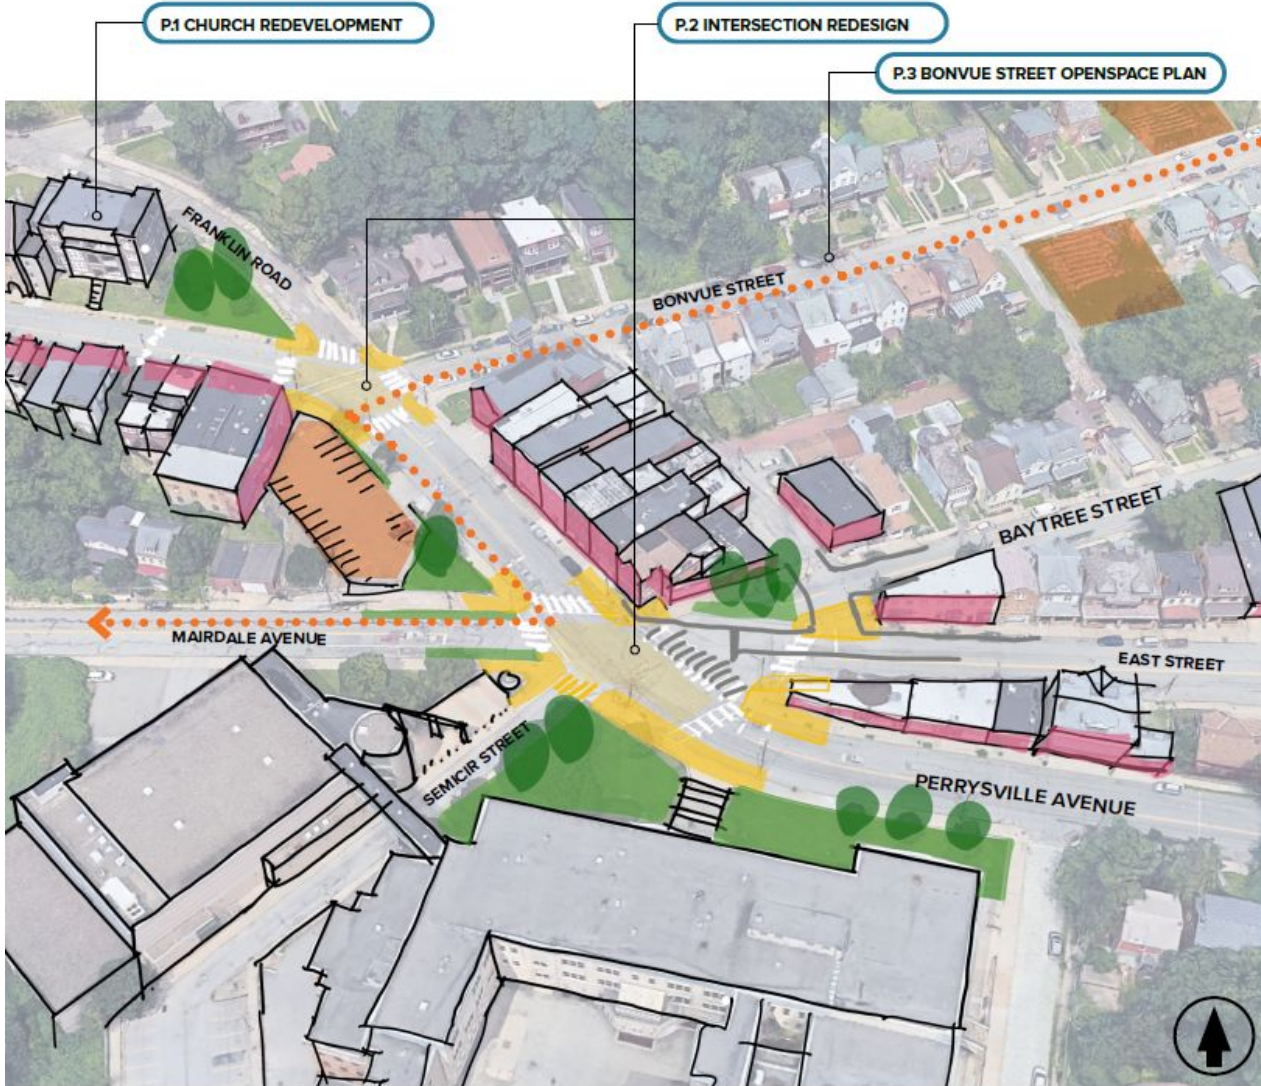 P.1 CHURCH REDEVELOPMENT
P.2 INTERSECTION REDESIGN
P.3 BONVUE STREET OPENSPACE PLAN
FRANKLIN ROAD
BONVUE STREET
BAYTREE STREET
MAIRDALE AVENUE
EAST STREET
SEMICIR STREET
PERRYSVILLE AVENUE